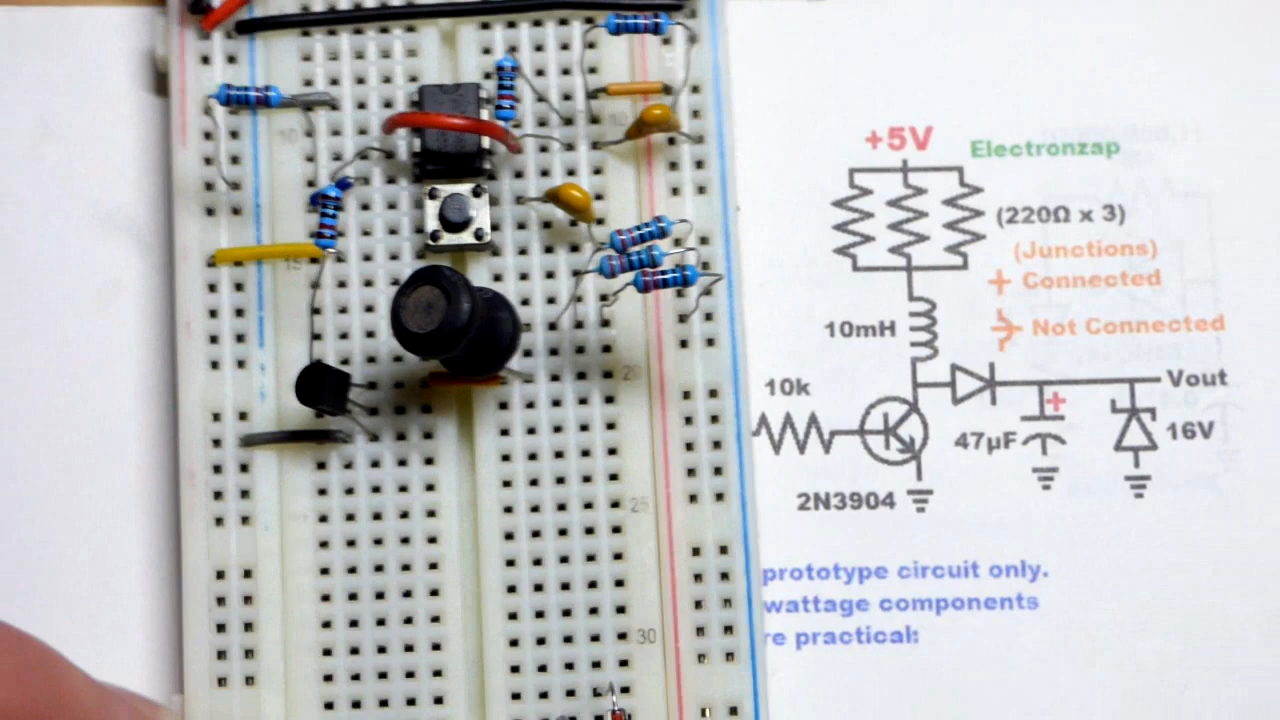 10
10
15
20
25
30
+5V
Electronzap
(220Ω x 3)
(Junctions)
+ Connected
Not Connected
10mH
10k
Vout
+
47µF
16V
2N3904
prototype circuit only.
wattage components
re practical: